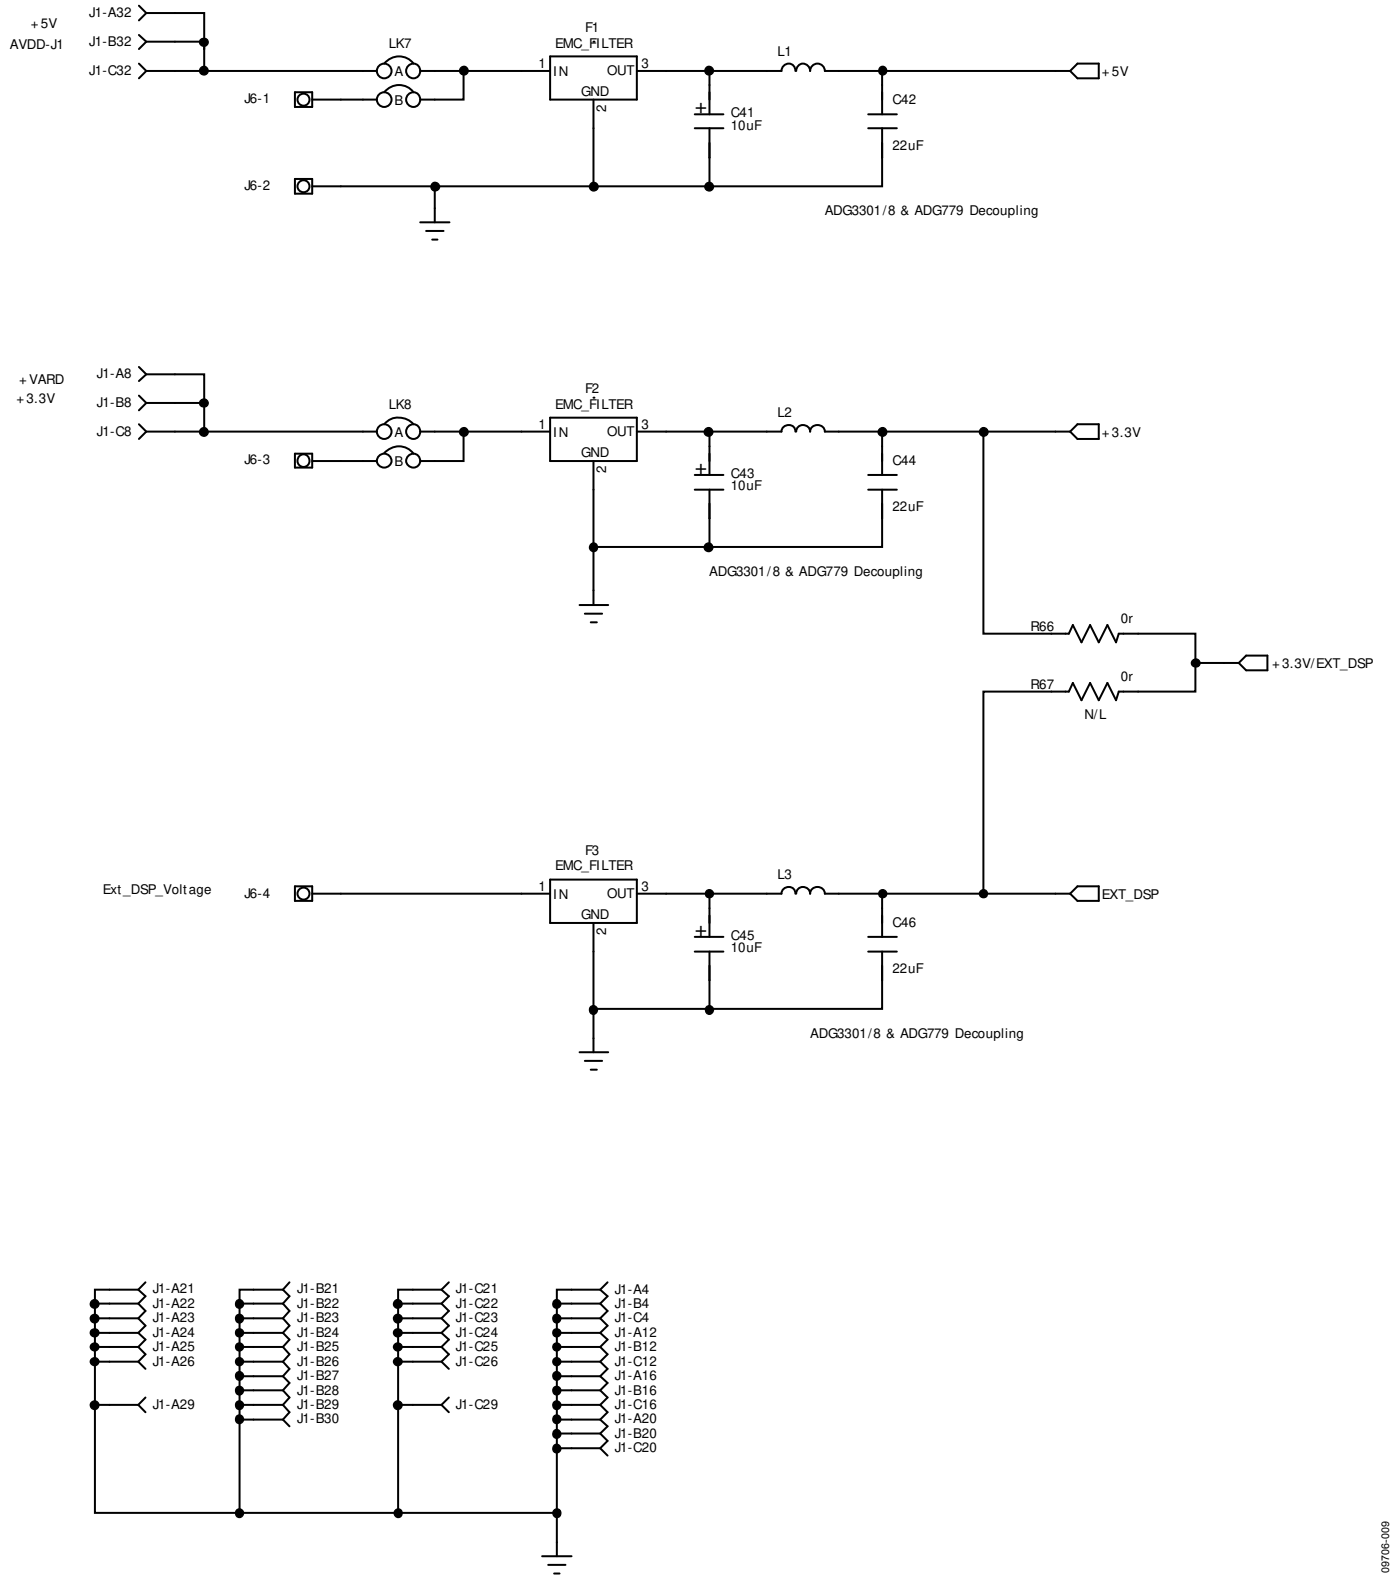 +5V
AVDD-J1
J1-A32
J1-B32
J1-C32
LK7
A
B
J6-1
J6-2
F1
EMC_FILTER
1
IN
OUT
3
GND
2
+
C41
10uF
L1
C42
22uF
+5V
ADG3301/8 & ADG779 Decoupling
+VARD
+3.3V
J1-A8
J1-B8
J1-C8
LK8
A
B
J6-3
F2
EMC_FILTER
1
IN
OUT
3
GND
2
+
C43
10uF
L2
C44
22uF
+3.3V
ADG3301/8 & ADG779 Decoupling
R66
0r
+3.3V/EXT_DSP
R67
0r
N/L
Ext_DSP_Voltage
J6-4
F3
EMC_FILTER
1
IN
OUT
3
GND
2
+
C45
10uF
L3
C46
22uF
EXT_DSP
ADG3301/8 & ADG779 Decoupling
J1-A21
J1-A22
J1-A23
J1-A24
J1-A25
J1-A26
J1-A29
J1-B21
J1-B22
J1-B23
J1-B24
J1-B25
J1-B26
J1-B27
J1-B28
J1-B29
J1-B30
J1-C21
J1-C22
J1-C23
J1-C24
J1-C25
J1-C26
J1-C29
J1-A4
J1-B4
J1-C4
J1-A12
J1-B12
J1-C12
J1-A16
J1-B16
J1-C16
J1-A20
J1-B20
J1-C20
09706-009